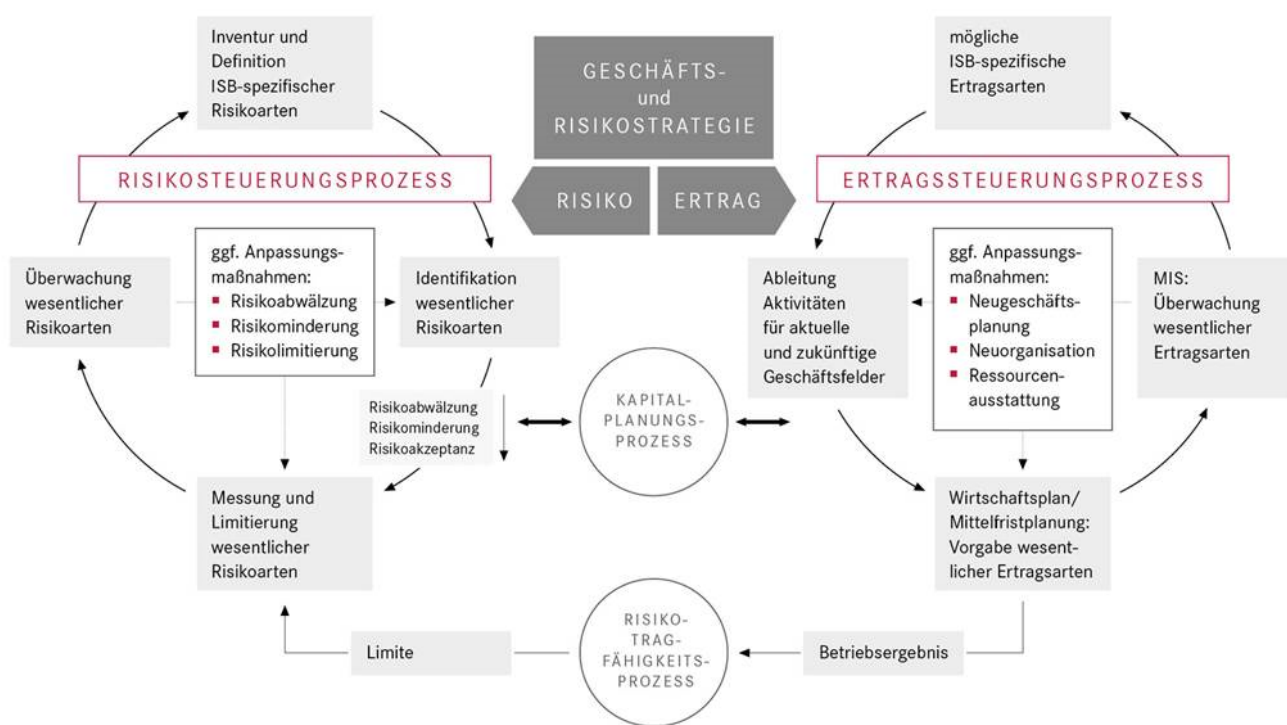 Inventur und
Definition
ISB-spezifischer
Risikoarten
GESCHÄFTS-
und
RISIKOSTRATEGIE
RISIKO
ERTRAG
mögliche
ISB-spezifische
Ertragsarten
RISIKOSTEUERUNGSPROZESS
ERTRAGSSTEUERUNGSPROZESS
Überwachung
wesentlicher
Risikoarten
ggf. Anpassungs-
maßnahmen:
Risikoabwälzung
Risikominderung
Risikolimitierung
Identifikation
wesentlicher
Risikoarten
Ableitung
Aktivitäten
für aktuelle
und zukünftige
Geschäftsfelder
ggf. Anpassungs-
maßnahmen:
Neugeschäfts-
planung
Neuorganisation
Ressourcen-
ausstattung
MIS:
Überwachung
wesentlicher
Ertragsarten
Risikoabwälzung
Risikominderung
Risikoakzeptanz
KAPITAL-
PLANUNGS-
PROZESS
Messung und
Limitierung
wesentlicher
Risikoarten
Wirtschaftsplan/
Mittelfristplanung:
Vorgabe wesent-
licher Ertragsarten
Limite
RISIKO-
TRAG-
FÄHIGKEITS-
PROZESS
Betriebsergebnis